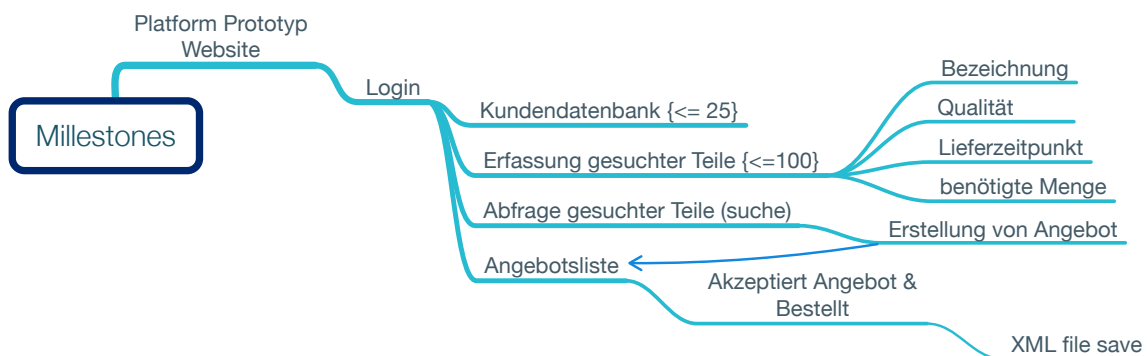 Platform Prototyp
Website
Millestones
Login
Kundendatenbank {<= 25}
Erfassung gesuchter Teile {<=100}
Bezeichnung
Qualität
Lieferzeitpunkt
benötigte Menge
Abfrage gesuchter Teile (suche)
Erstellung von Angebot
Angebotsliste
Akzeptiert Angebot &
Bestellt
XML file save